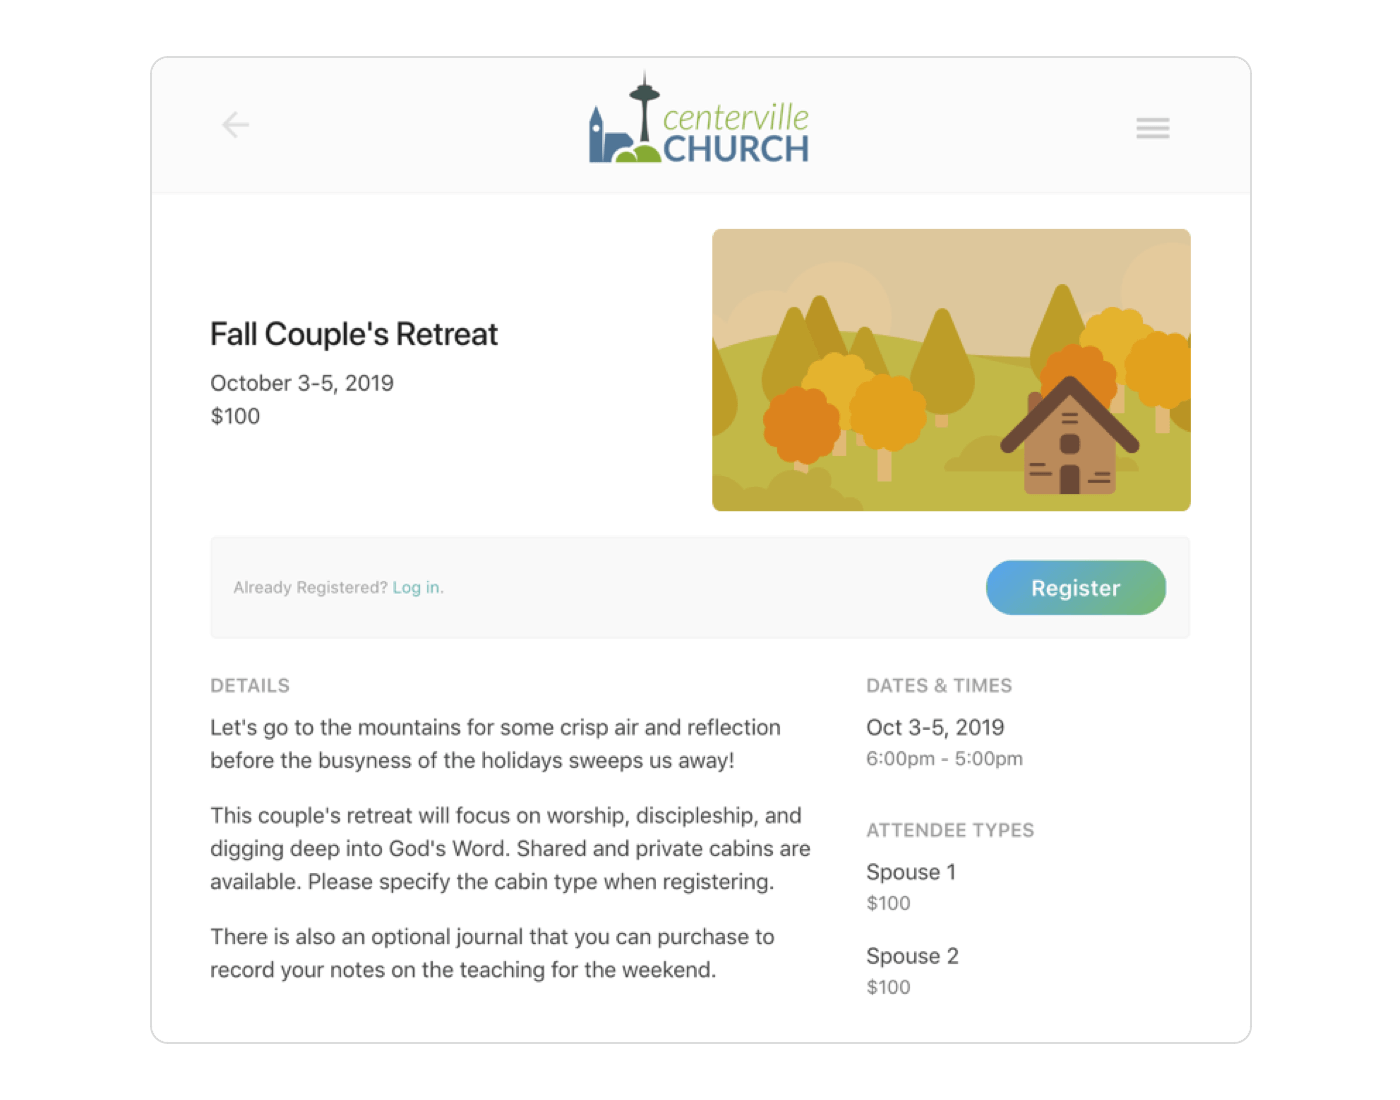 centerville
CHURCH
Fall Couple's Retreat
October 3-5, 2019
$100
Already Registered? Log in.
Register
DETAILS
Let's go to the mountains for some crisp air and reflection
before the busyness of the holidays sweeps us away!
This couple's retreat will focus on worship, discipleship, and
digging deep into God's Word. Shared and private cabins are
available. Please specify the cabin type when registering.
There is also an optional journal that you can purchase to
record your notes on the teaching for the weekend.
DATES & TIMES
Oct 3-5, 2019
6:00pm - 5:00pm
ATTENDEE TYPES
Spouse 1
$100
Spouse 2
$100